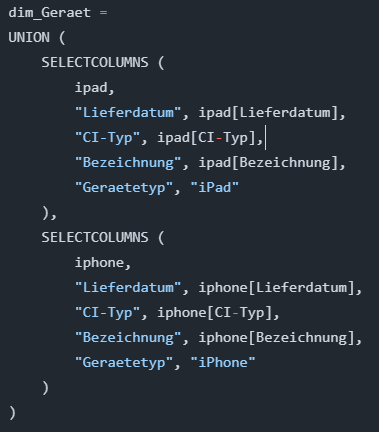 dim_Geraet =
UNION (
    SELECTCOLUMNS (
        ipad,
        "Lieferdatum", ipad[Lieferdatum],
        "CI-Typ", ipad[CI-Typ],
        "Bezeichnung", ipad[Bezeichnung],
        "Geraetetyp", "iPad"
    ),
    SELECTCOLUMNS (
        iphone,
        "Lieferdatum", iphone[Lieferdatum],
        "CI-Typ", iphone[CI-Typ],
        "Bezeichnung", iphone[Bezeichnung],
        "Geraetetyp", "iPhone"
    )
)